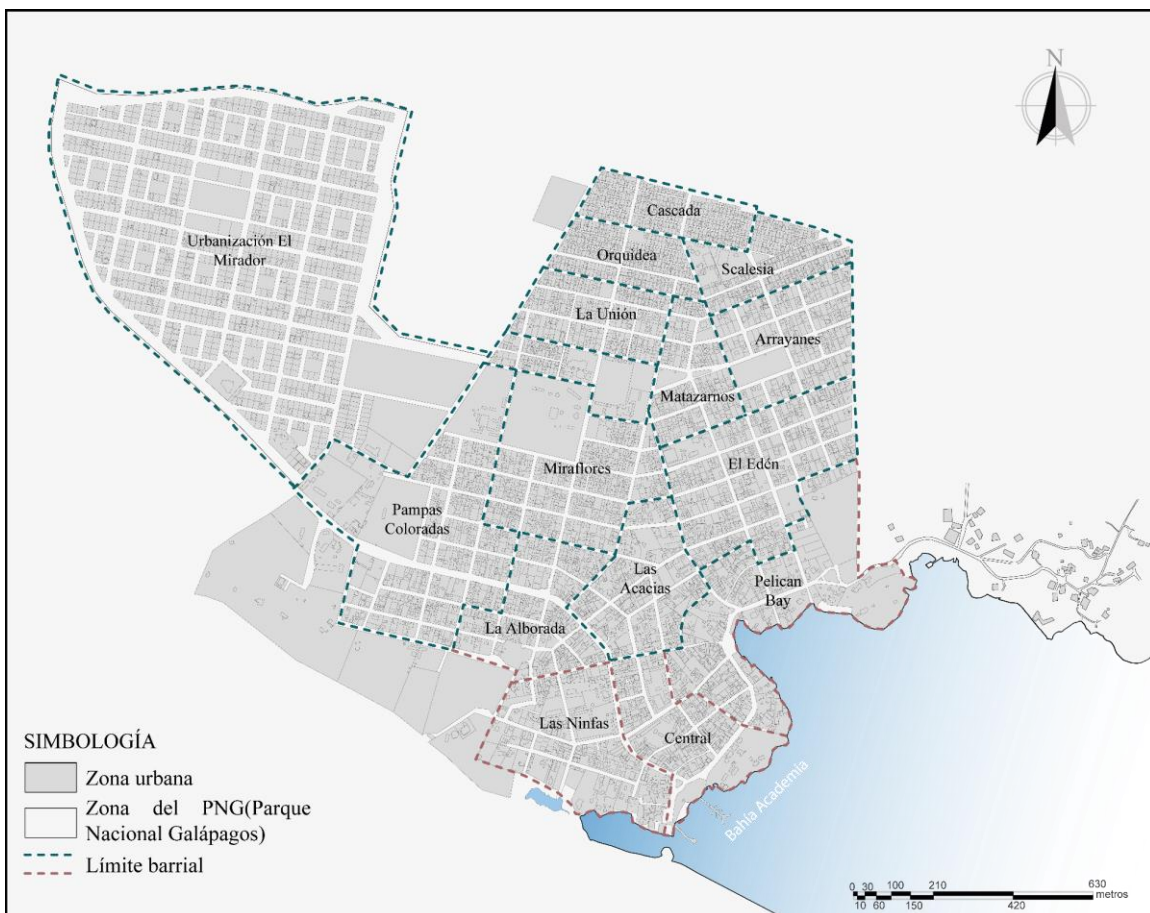 N
Cascada
Orquidea
Scalesia
Urbanización El
Mirador
La Unión
Arrayanes
Matazarnos
Miraflores
El Edén
Pampas
Coloradas
Las
Acacias
Pelican
Bay
La Alborada
Las Ninfas
Central
Bahía Academia
SIMBOLOGÍA
Zona urbana
Zona del PNG(Parque
Nacional Galápagos)
Límite barrial
0 30 100 210 630
metros
10 60 150 420